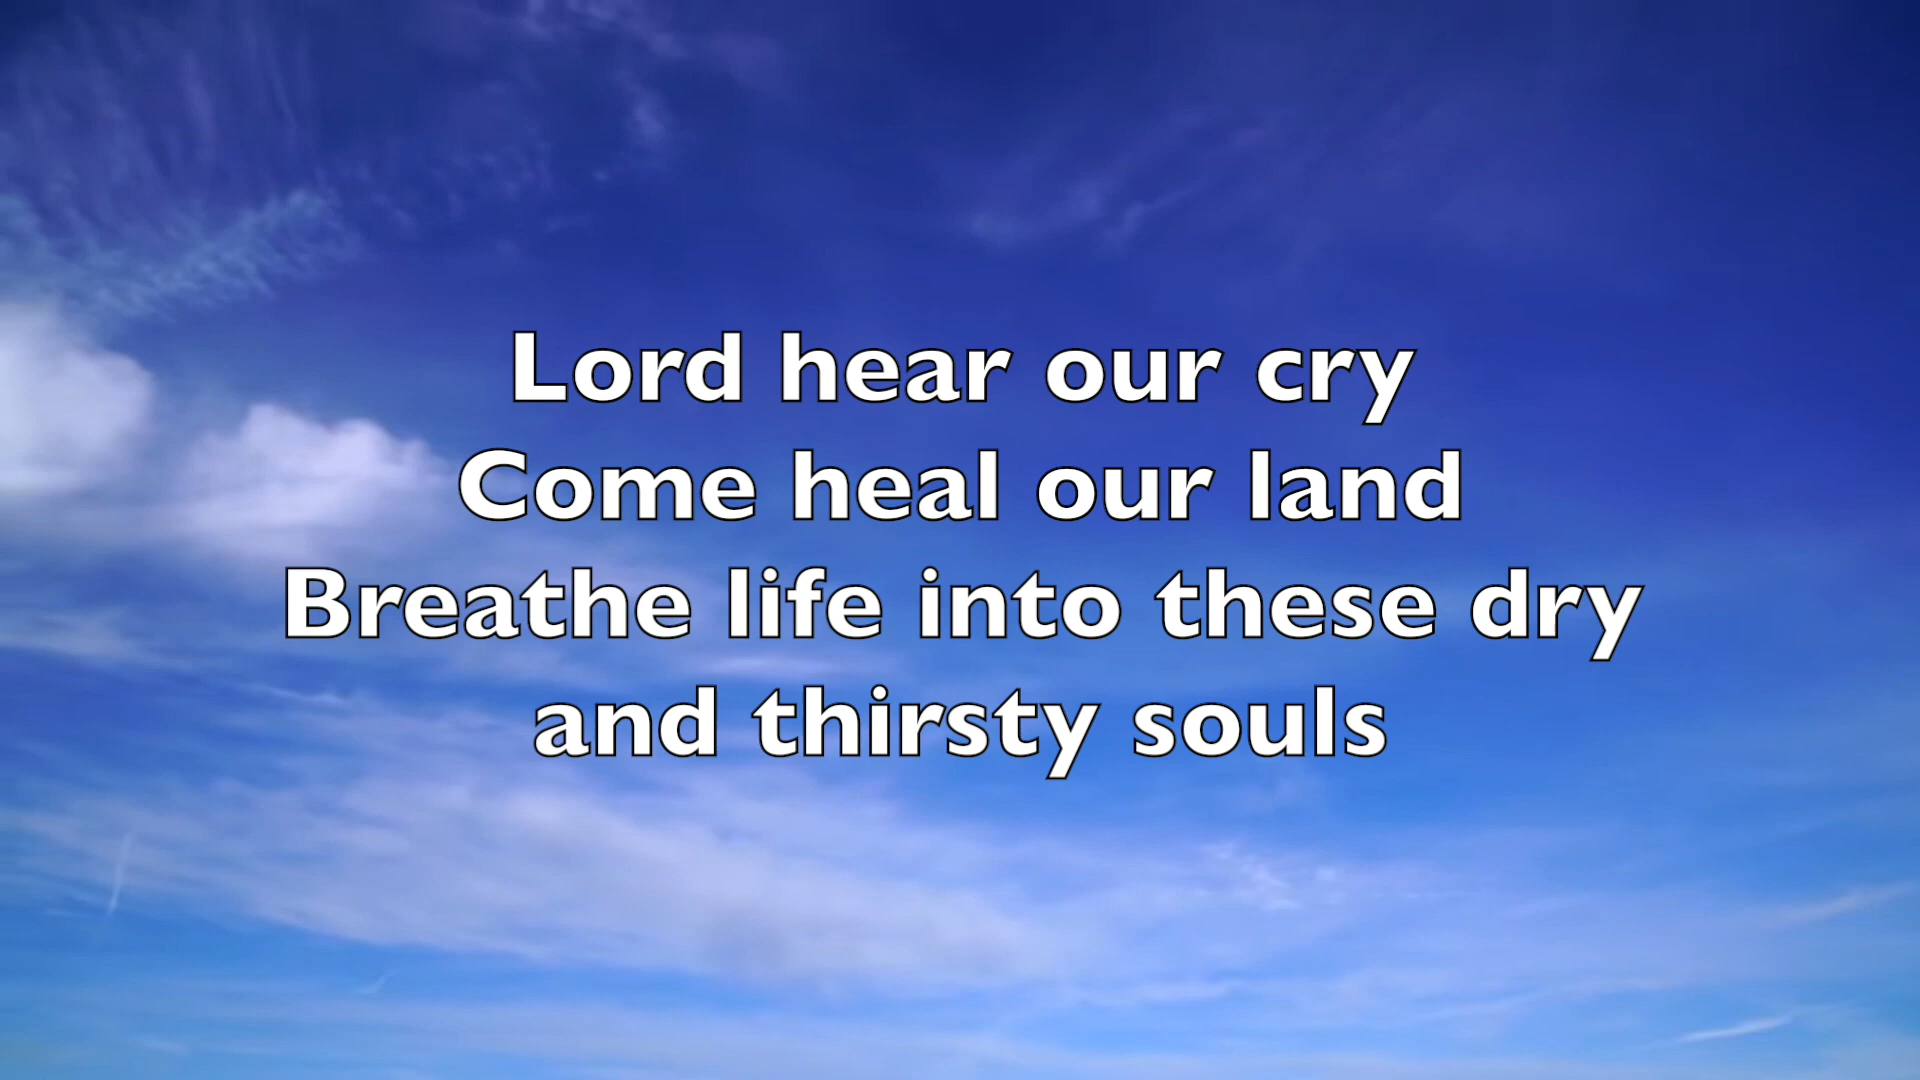 Lord hear our cry
Come heal our land
Breathe life into these dry
and thirsty souls